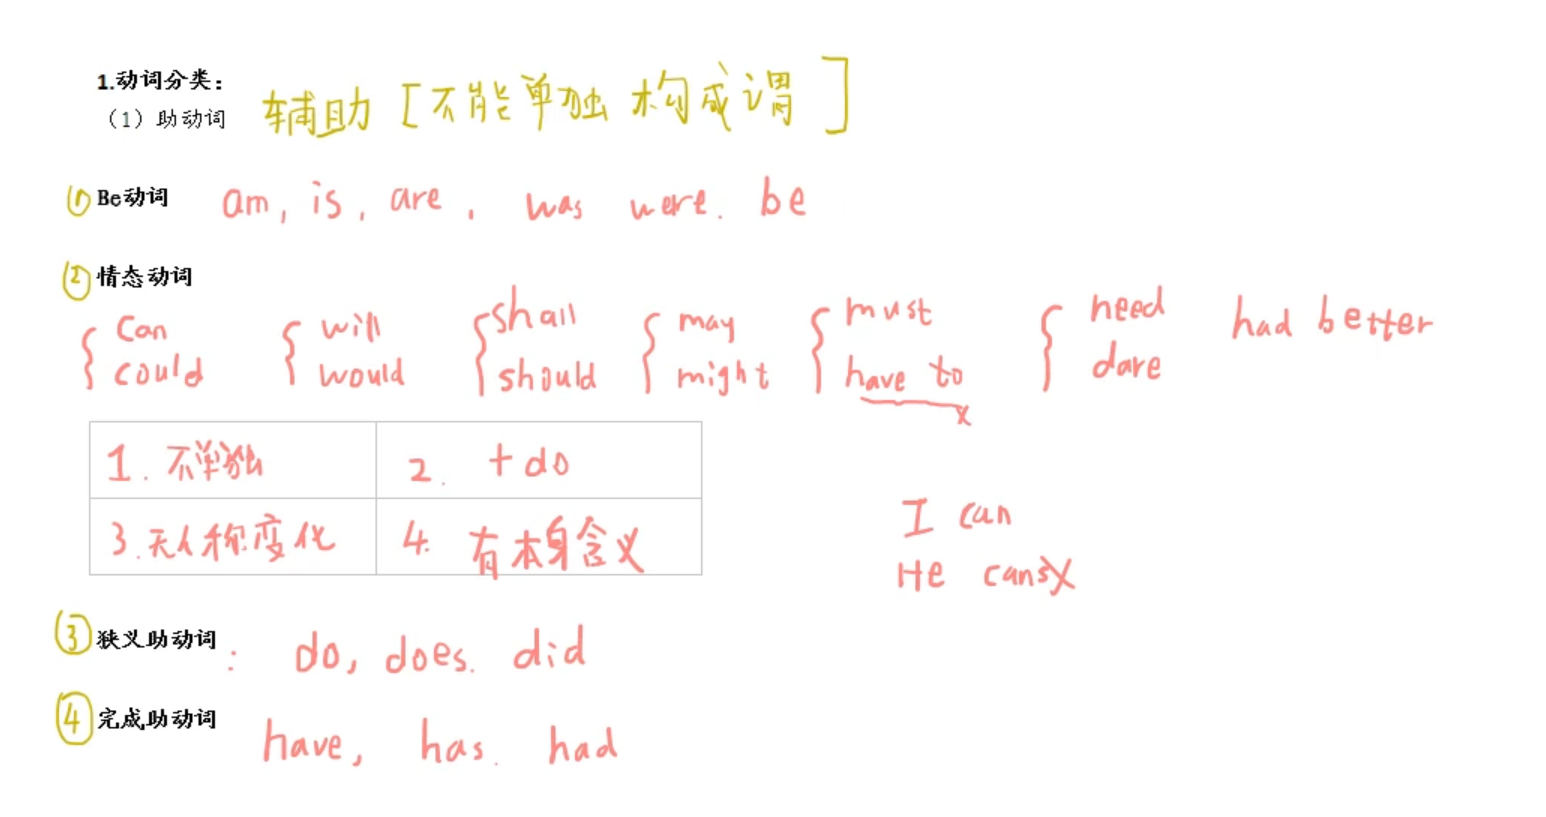 1.动词分类：
（1）助动词 辅助 [不能单独构成谓]
① Be动词 am, is, are, was were. be
② 情态动词
can will shall may must need had better
could would should might have to dare
x
1. 不单独 2. +do
3. 无人称变化 4. 有本身含义
I can
He cans X
③ 狭义助动词 : do, does. did
④ 完成助动词 have, has. had